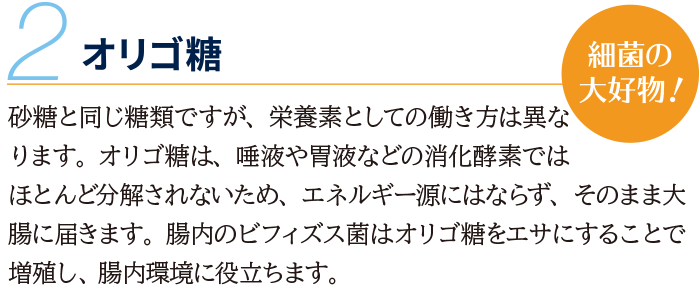 2 オリゴ糖
細菌の
大好物!
砂糖と同じ糖類ですが、栄養素としての働き方は異な
ります。オリゴ糖は、唾液や胃液などの消化酵素では
ほとんど分解されないため、エネルギー源にはならず、そのまま大
腸に届きます。腸内のビフィズス菌はオリゴ糖をエサにすることで
増殖し、腸内環境に役立ちます。